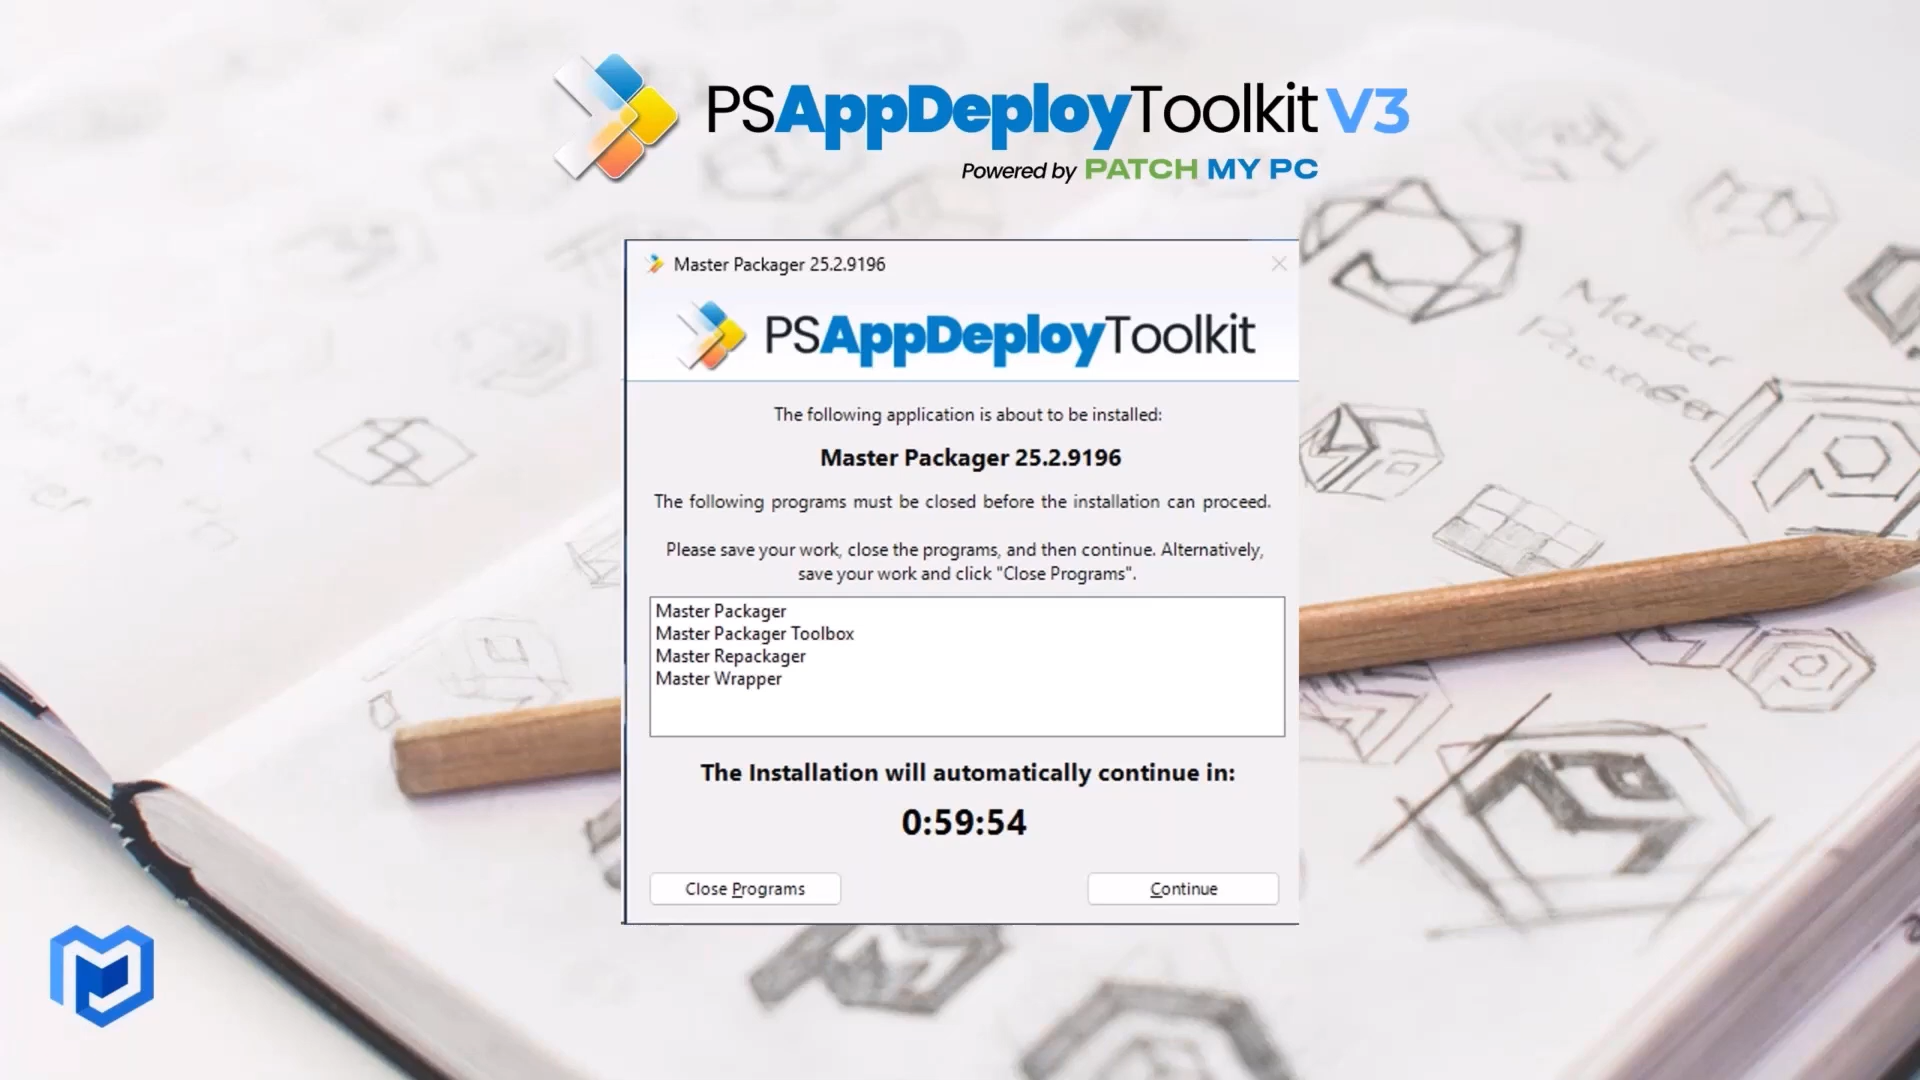 PSAppDeployToolkit V3
Powered by PATCH MY PC
Master Packager 25.2.9196
PSAppDeployToolkit
The following application is about to be installed:
Master Packager 25.2.9196
The following programs must be closed before the installation can proceed.
Please save your work, close the programs, and then continue. Alternatively,
save your work and click "Close Programs".
Master Packager
Master Packager Toolbox
Master Repackager
Master Wrapper
The Installation will automatically continue in:
0:59:54
Close Programs
Continue
Master
Packager